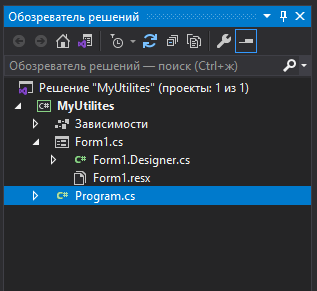 Обозреватель решений
Обозреватель решений — поиск (Ctrl+ж)
Решение "MyUtilites" (проекты: 1 из 1)
C# MyUtilites
Зависимости
Form1.cs
C# Form1.Designer.cs
Form1.resx
C# Program.cs